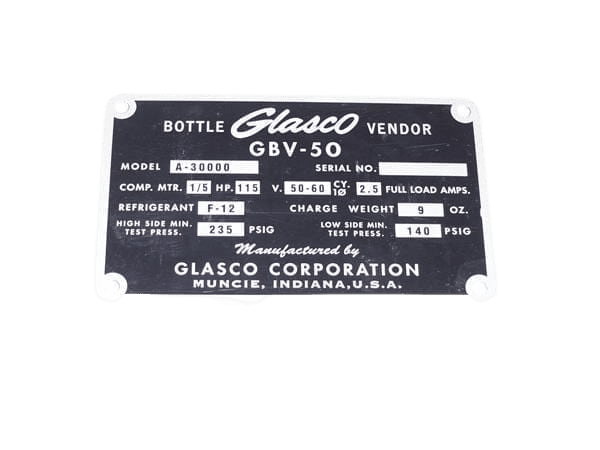 BOTTLE Glasco VENDOR
GBV-50
MODEL A-30000 SERIAL NO.
COMP. MTR. 1/5 HP. 115 V. 50-60 CY. 1Ø 2.5 FULL LOAD AMPS.
REFRIGERANT F-12 CHARGE WEIGHT 9 OZ.
HIGH SIDE MIN. TEST PRESS. 235 PSIG LOW SIDE MIN. TEST PRESS. 140 PSIG
Manufactured by
GLASCO CORPORATION
MUNCIE, INDIANA, U.S.A.